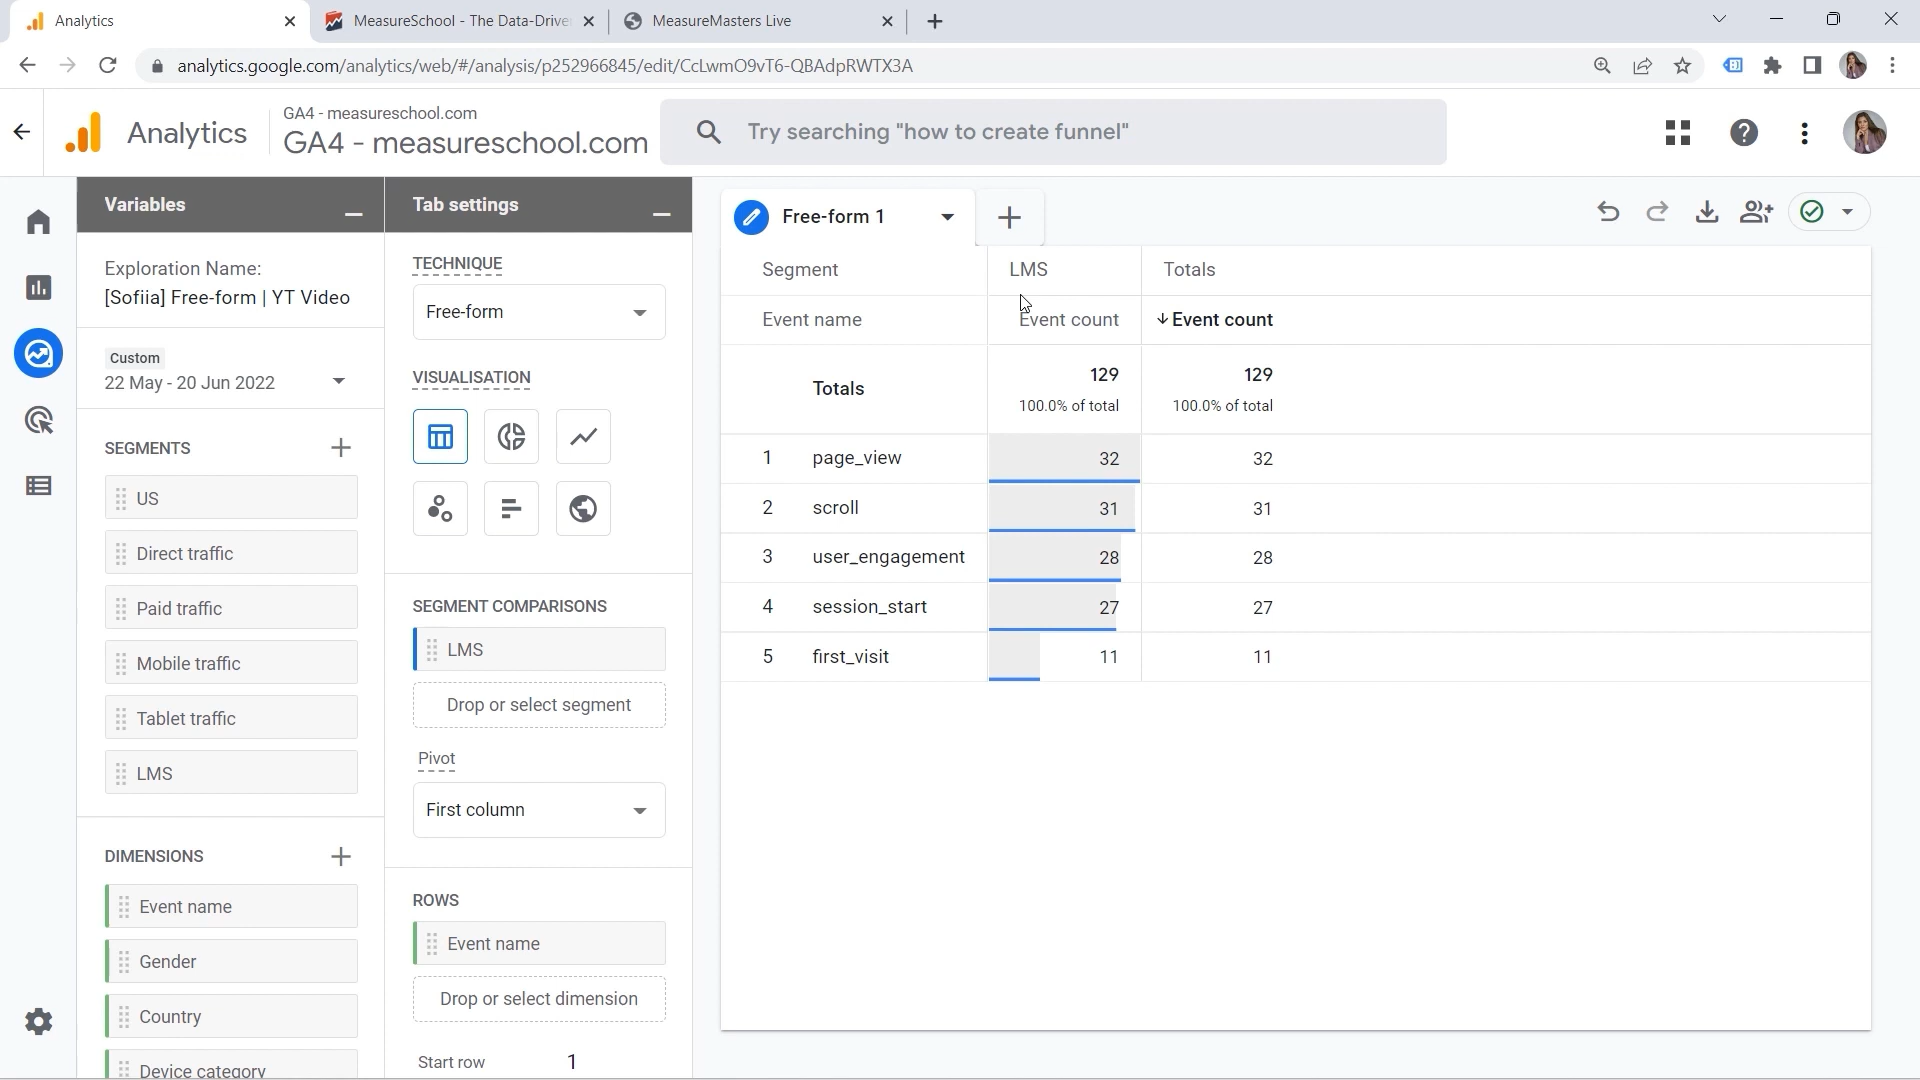 Analytics
MeasureSchool - The Data-Drive
MeasureMasters Live
analytics.google.com/analytics/web/#/analysis/p252966845/edit/CcLwmO9vT6-QBAdpRWTX3A
Analytics
GA4 - measureschool.com
GA4 - measureschool.com
Try searching "how to create funnel"
Variables
Exploration Name:
[Sofiia] Free-form | YT Video
Custom
22 May - 20 Jun 2022
SEGMENTS
US
Direct traffic
Paid traffic
Mobile traffic
Tablet traffic
LMS
DIMENSIONS
Event name
Gender
Country
Device category
Tab settings
TECHNIQUE
Free-form
VISUALISATION
SEGMENT COMPARISONS
LMS
Drop or select segment
Pivot
First column
ROWS
Event name
Drop or select dimension
Start row 1
Free-form 1
Segment LMS Totals
Event name Event count Event count
Totals 129 129
100.0% of total 100.0% of total
1 page_view 32 32
2 scroll 31 31
3 user_engagement 28 28
4 session_start 27 27
5 first_visit 11 11